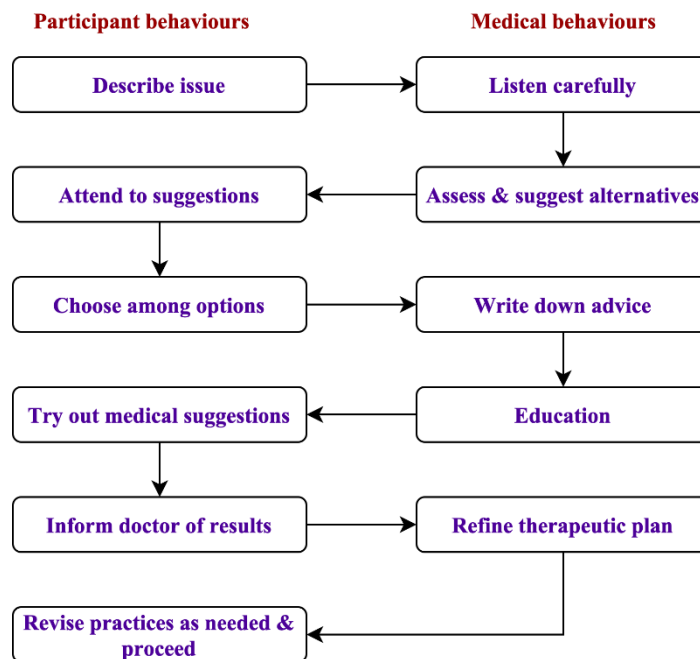 Participant behaviours
Medical behaviours
Describe issue
Listen carefully
Attend to suggestions
Assess & suggest alternatives
Choose among options
Write down advice
Try out medical suggestions
Education
Inform doctor of results
Refine therapeutic plan
Revise practices as needed &
proceed